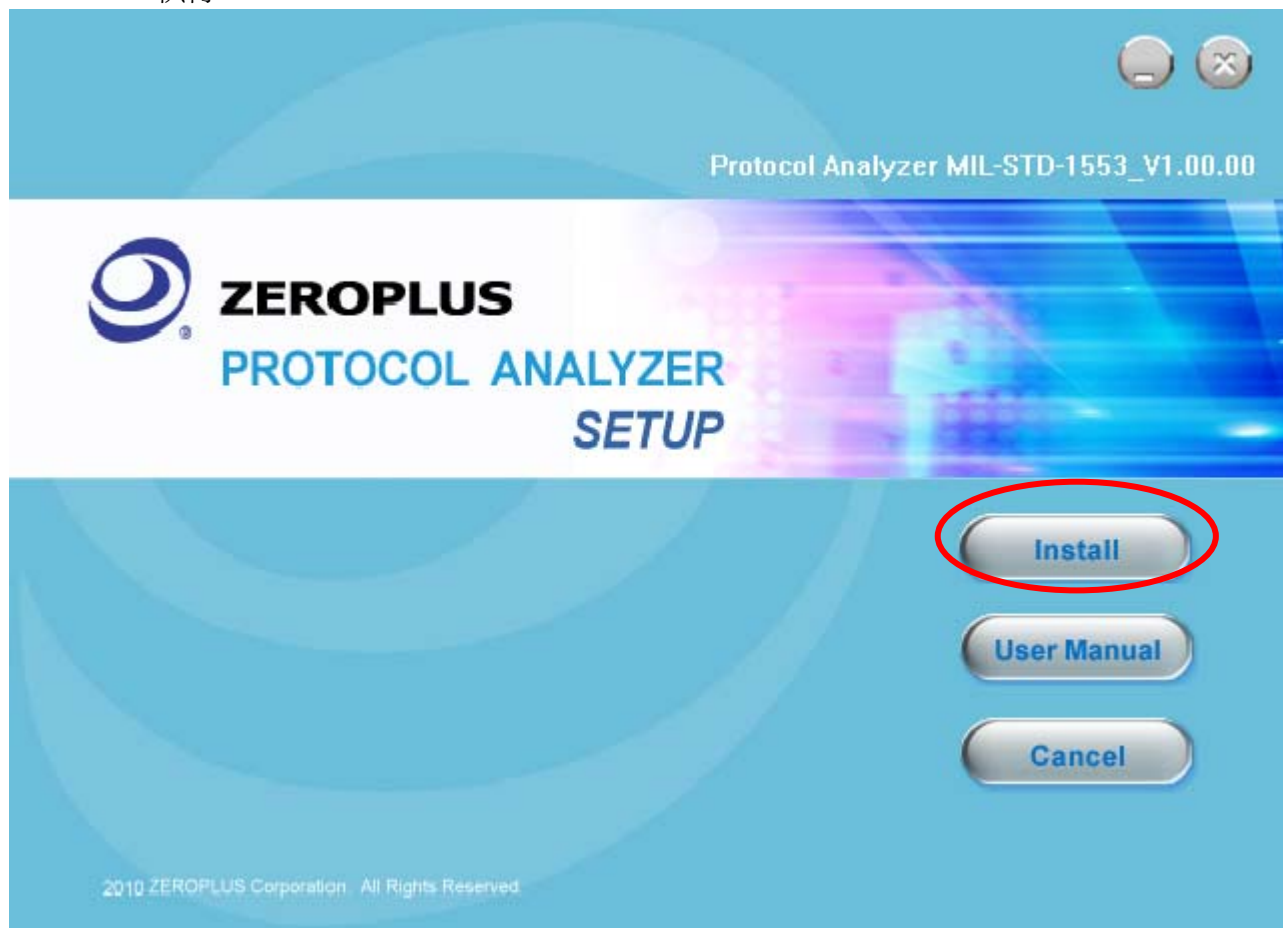 Protocol Analyzer MIL-STD-1553_V1.00.00
ZEROPLUS
PROTOCOL ANALYZER
SETUP
Install
User Manual
Cancel
2010 ZEROPLUS Corporation. All Rights Reserved